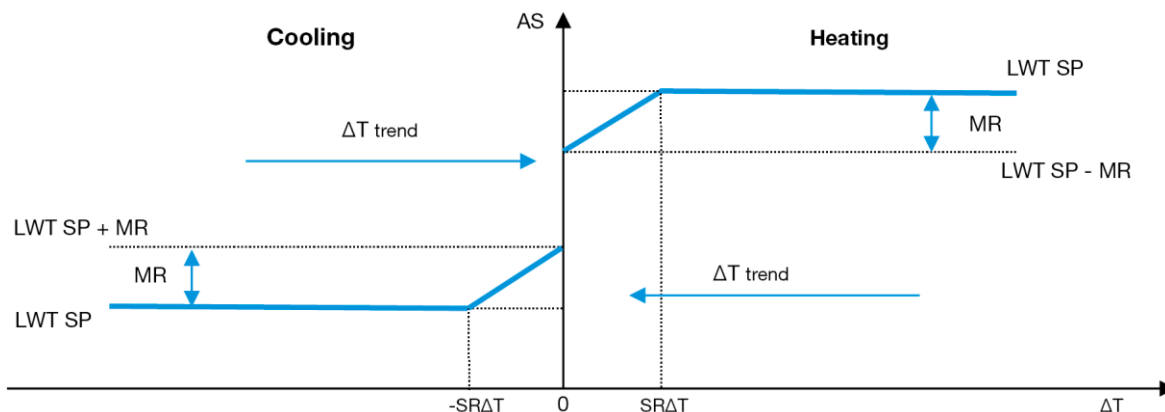 AS
Cooling
Heating
LWT SP
ΔT trend
MR
LWT SP - MR
LWT SP + MR
MR
ΔT trend
LWT SP
-SRΔT
0
SRΔT
ΔT